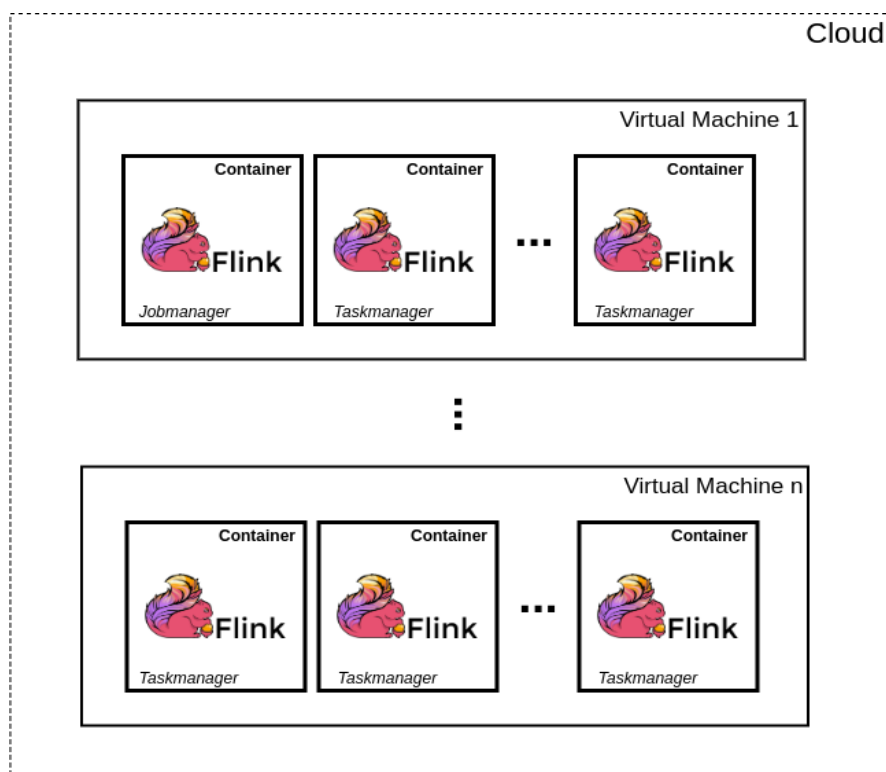 Cloud
Virtual Machine 1
Container Container Container
Flink Flink ... Flink
Jobmanager Taskmanager Taskmanager
Virtual Machine n
Container Container Container
Flink Flink ... Flink
Taskmanager Taskmanager Taskmanager